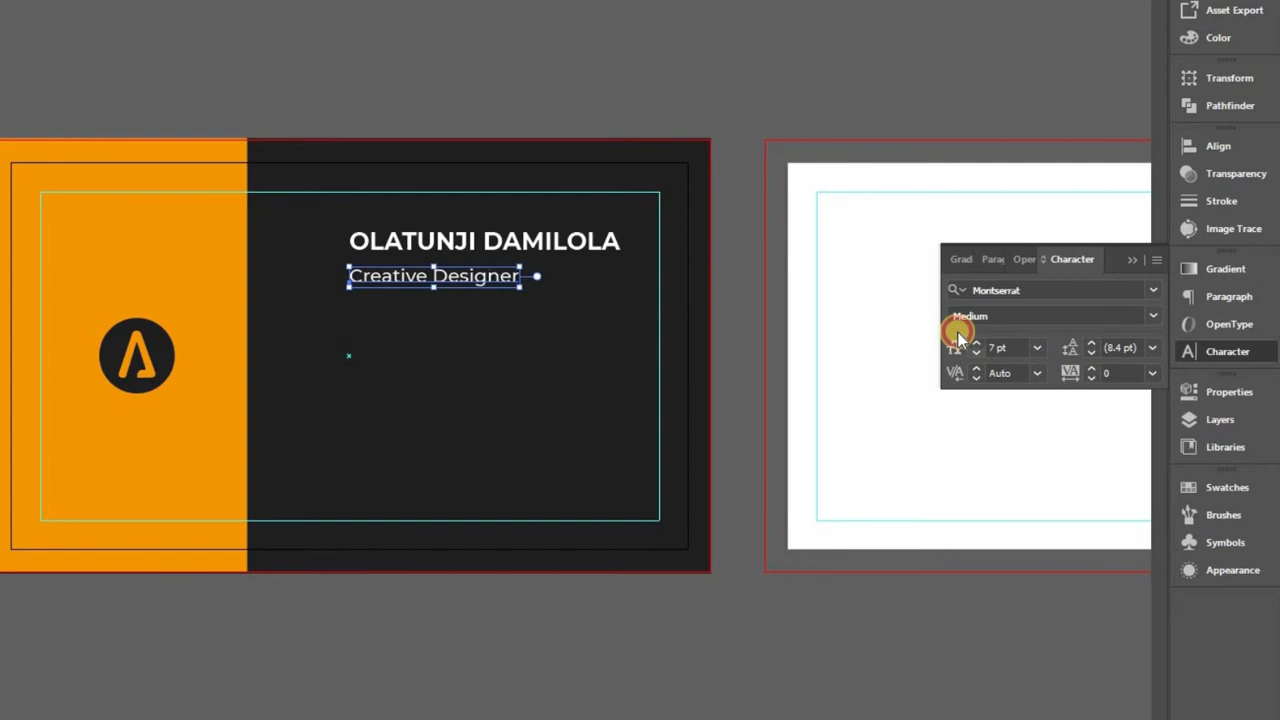 Asset Export
Color
Transform
Pathfinder
Align
Transparency
Stroke
Image Trace
Gradient
Paragraph
OpenType
Character
Properties
Layers
Libraries
Swatches
Brushes
Symbols
Appearance
OLATUNJI DAMILOLA
Creative Designer
Grad Parag Oper Character
Montserrat
Medium
7 pt (8.4 pt)
Auto 0